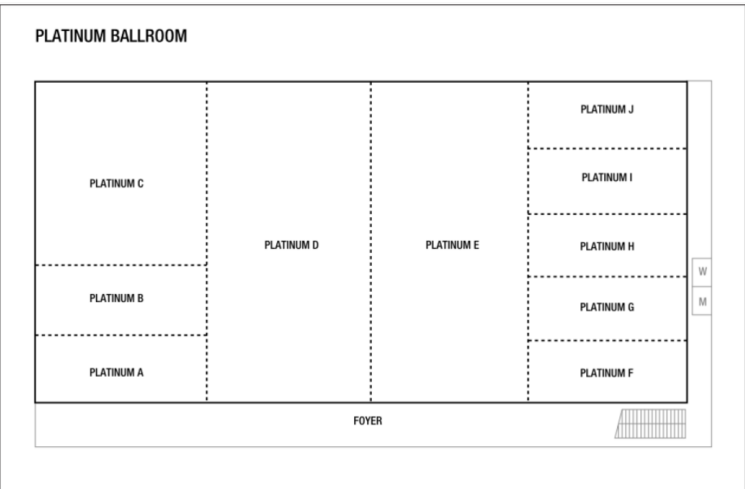 PLATINUM BALLROOM
PLATINUM J
PLATINUM C
PLATINUM I
PLATINUM D
PLATINUM E
PLATINUM H
W
PLATINUM B
M
PLATINUM G
PLATINUM A
PLATINUM F
FOYER